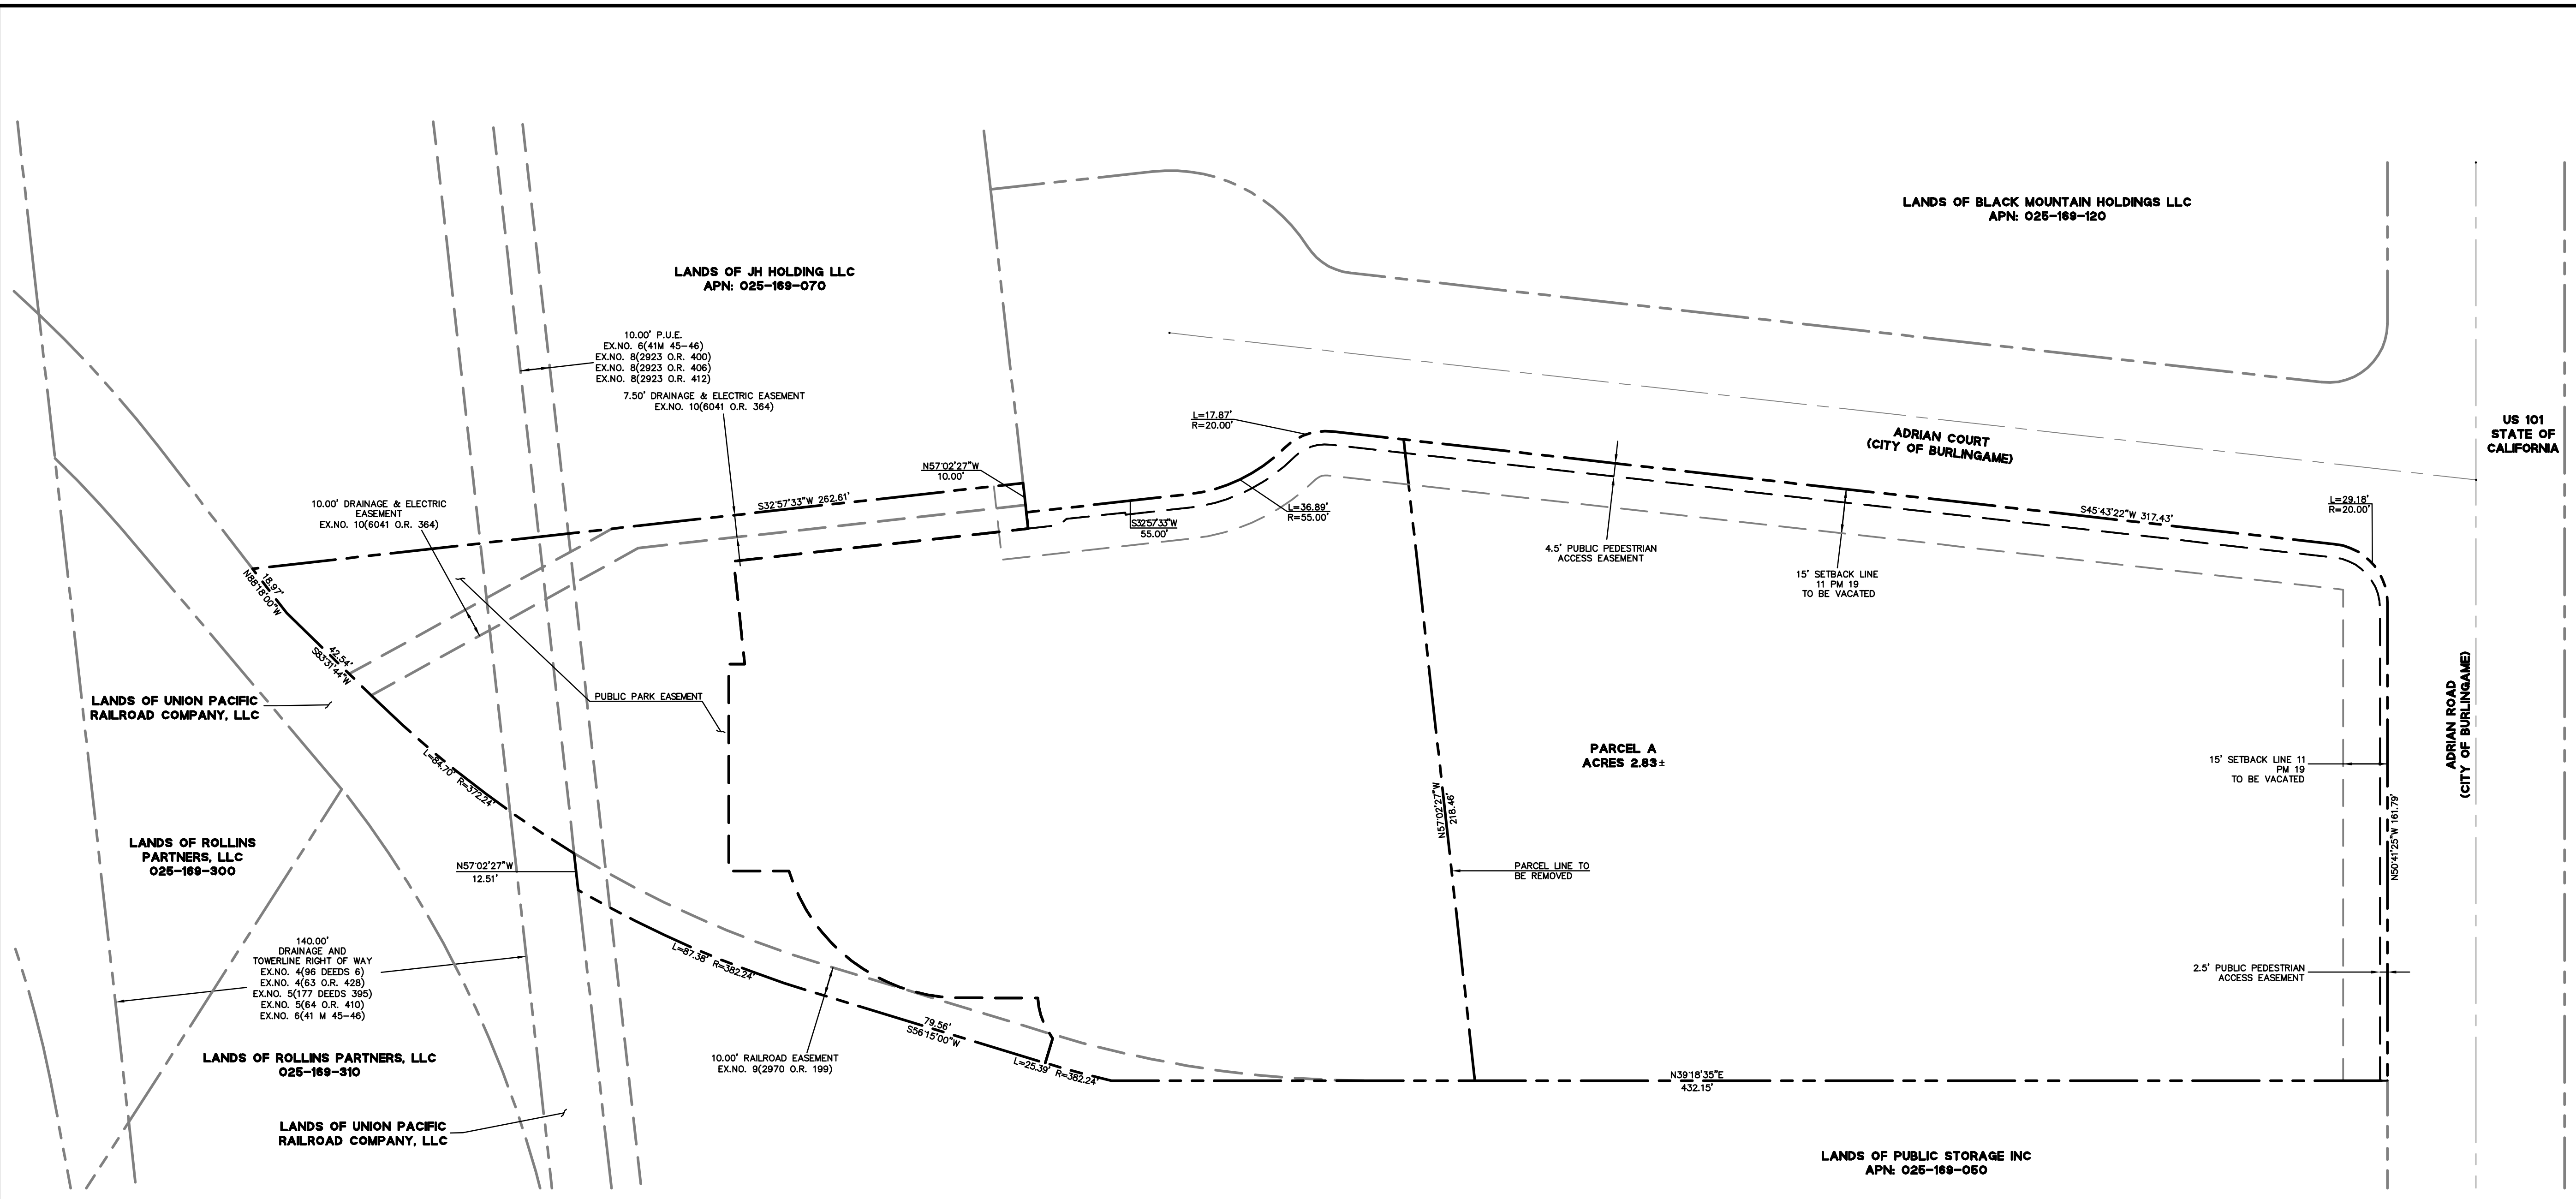 LANDS OF BLACK MOUNTAIN HOLDINGS LLC
APN: 025-169-120
LANDS OF JH HOLDING LLC
APN: 025-169-070
10.00' P.U.E.
EX.NO. 6(41M 45-46)
EX.NO. 8(2923 O.R. 400)
EX.NO. 8(2923 O.R. 406)
EX.NO. 8(2923 O.R. 412)
7.50' DRAINAGE & ELECTRIC EASEMENT
EX.NO. 10(6041 O.R. 364)
L=17.87'
R=20.00'
ADRIAN COURT
(CITY OF BURLINGAME)
US 101
STATE OF
CALIFORNIA
N57°02'27"W
10.00'
S32°57'33"W 262.61'
10.00' DRAINAGE & ELECTRIC
EASEMENT
EX.NO. 10(6041 O.R. 364)
L=36.89'
R=55.00'
S32°57'33"W
55.00'
L=29.18'
R=20.00'
S45°43'22"W 317.43'
4.5' PUBLIC PEDESTRIAN
ACCESS EASEMENT
15' SETBACK LINE
11 PM 19
TO BE VACATED
18.97'
N88°18'00"W
42.54'
S83°31'44"W
LANDS OF UNION PACIFIC
RAILROAD COMPANY, LLC
PUBLIC PARK EASEMENT
L=84.70' R=372.24'
PARCEL A
ACRES 2.83±
15' SETBACK LINE 11
PM 19
TO BE VACATED
ADRIAN ROAD
(CITY OF BURLINGAME)
N57°02'27"W
218.46'
N50°41'25"W 161.79'
LANDS OF ROLLINS
PARTNERS, LLC
025-169-300
N57°02'27"W
12.51'
PARCEL LINE TO
BE REMOVED
140.00'
DRAINAGE AND
TOWERLINE RIGHT OF WAY
EX.NO. 4(96 DEEDS 6)
EX.NO. 4(63 O.R. 428)
EX.NO. 5(177 DEEDS 395)
EX.NO. 5(64 O.R. 410)
EX.NO. 6(41 M 45-46)
L=87.38' R=382.24'
2.5' PUBLIC PEDESTRIAN
ACCESS EASEMENT
79.56'
S56°15'00"W
10.00' RAILROAD EASEMENT
EX.NO. 9(2970 O.R. 199)
L=25.39' R=382.24'
N39°18'35"E
432.15'
LANDS OF ROLLINS PARTNERS, LLC
025-169-310
LANDS OF UNION PACIFIC
RAILROAD COMPANY, LLC
LANDS OF PUBLIC STORAGE INC
APN: 025-169-050